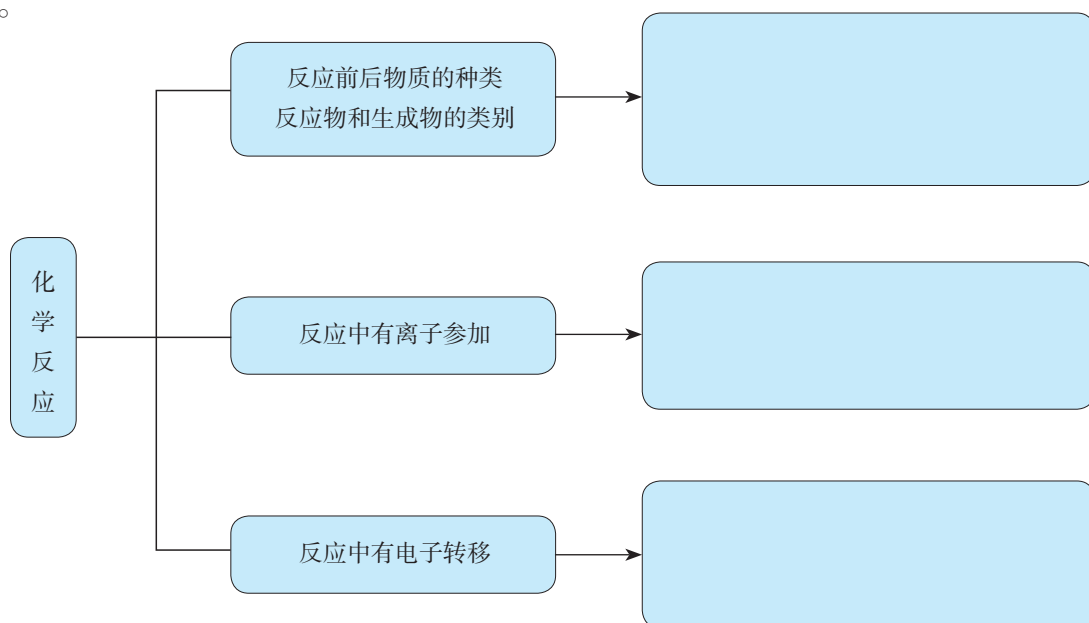 。
反应前后物质的种类
反应物和生成物的类别
化
学
反
应
反应中有离子参加
反应中有电子转移